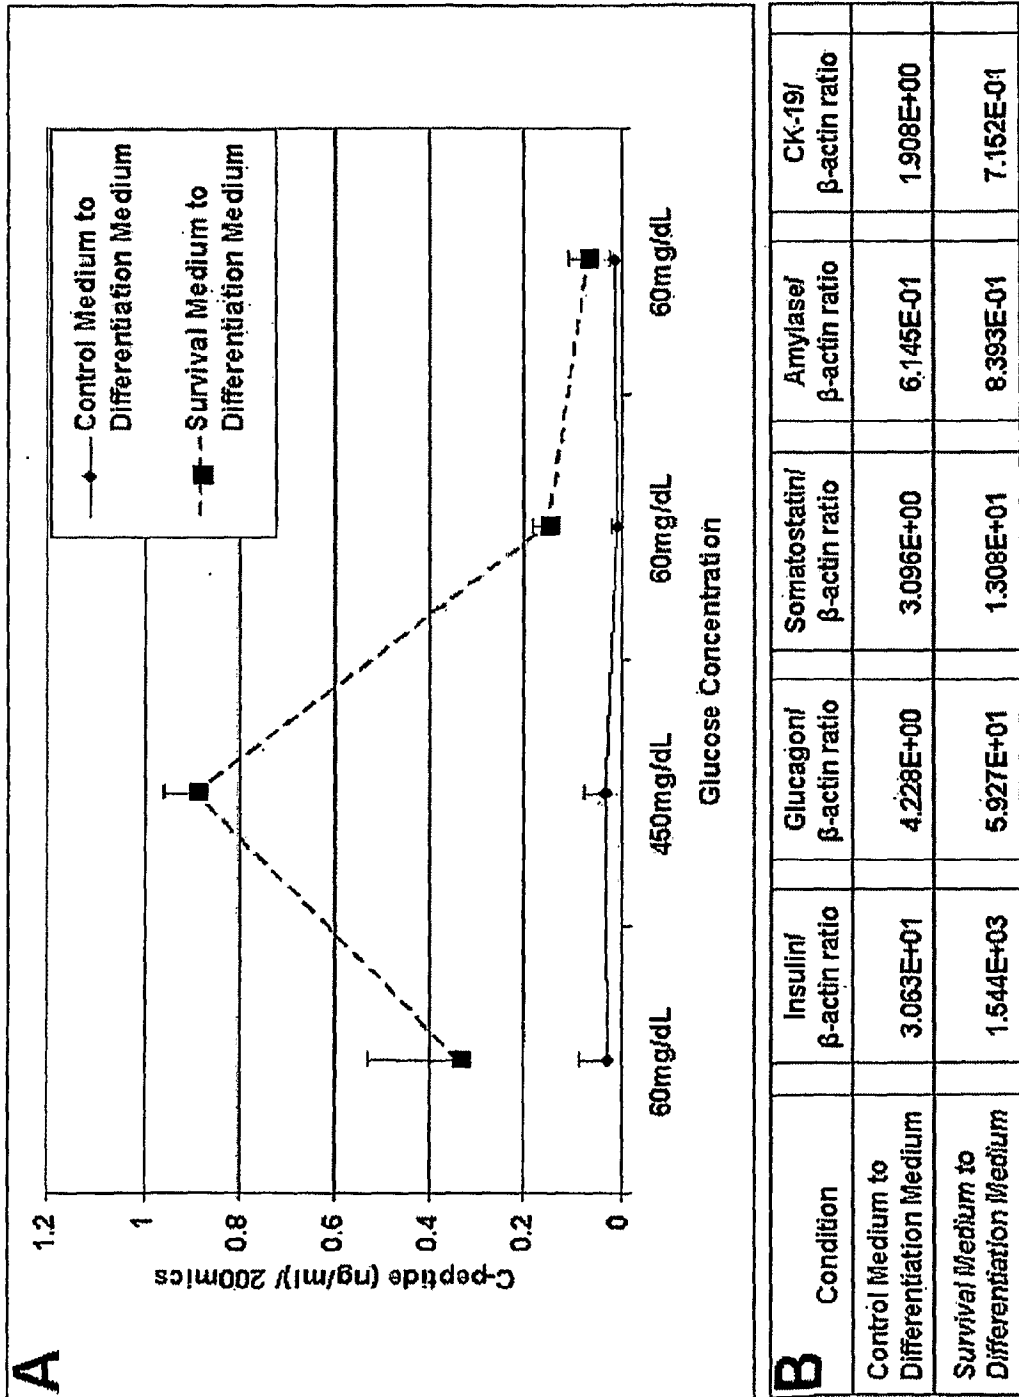 A
C-peptide (ng/ml)/ 200mics
1.2
1
0.8
0.6
0.4
0.2
0
Control Medium to
Differentiation Medium
Survival Medium to
Differentiation Medium
60mg/dL
450mg/dL
60mg/dL
60mg/dL
Glucose Concentration
B
Condition
Insulin/
β-actin ratio
Glucagon/
β-actin ratio
Somatostatin/
β-actin ratio
Amylase/
β-actin ratio
CK-19/
β-actin ratio
Control Medium to
Differentiation Medium
3.063E+01
4.228E+00
3.096E+00
6.145E-01
1.908E+00
Survival Medium to
Differentiation Medium
1.544E+03
5.927E+01
1.308E+01
8.393E-01
7.152E-01